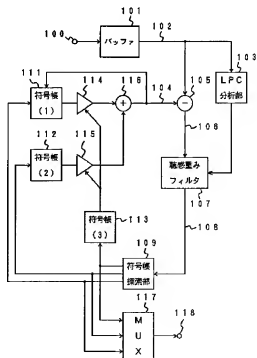 101
バッファ
102
100
103
LPC
分析部
111
符号帳
(1)
114
116
+
104
105
−
106
112
符号帳
(2)
115
聴感重み
フィルタ
107
108
符号帳
(3)
113
109
符号帳
探索部
117
M
U
X
118